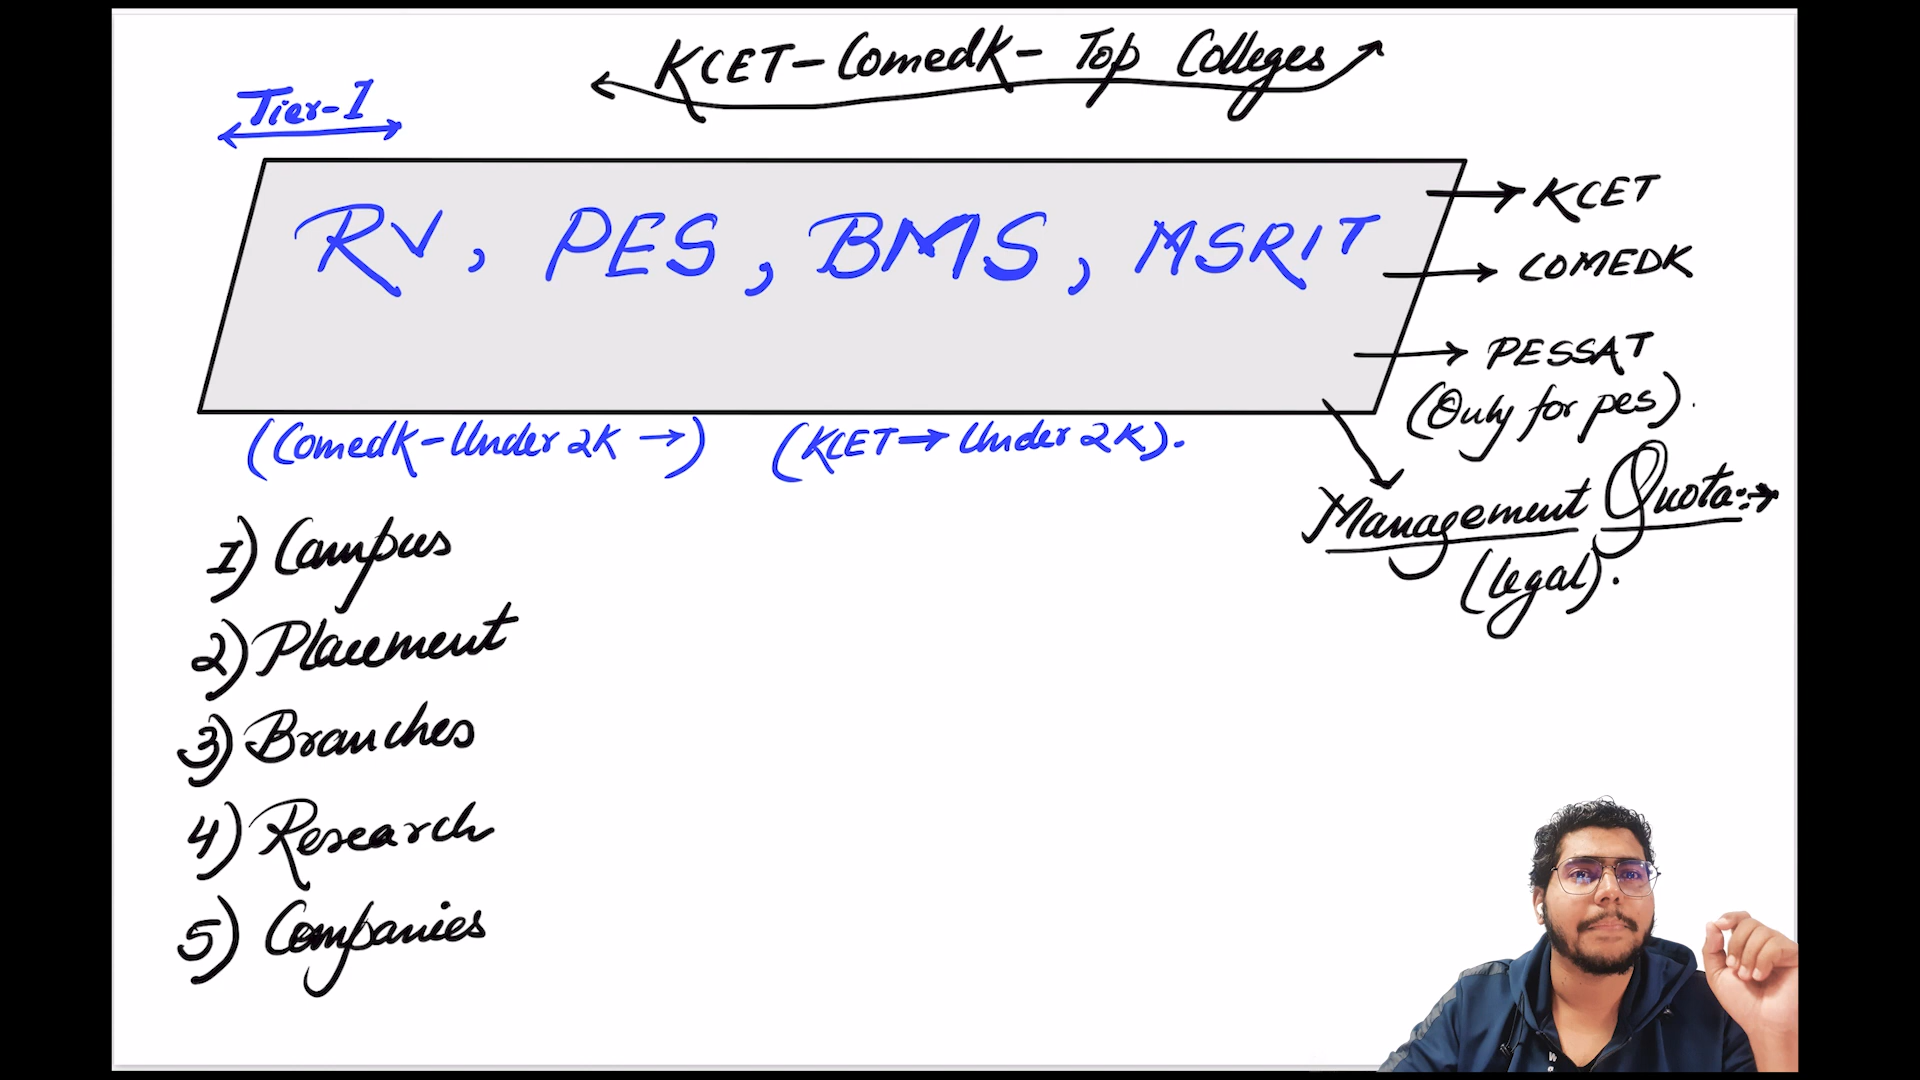 KCET-ComedK-Top Colleges
Tier-1
RV, PES, BMS, MSRIT
→ KCET
→ COMEDK
→ PESSAT
(Only for pes).
(ComedK-Under 2K →) (KCET → Under 2K).
Management Quota:→
(legal).
1) Campus
2) Placement
3) Branches
4) Research
5) Companies